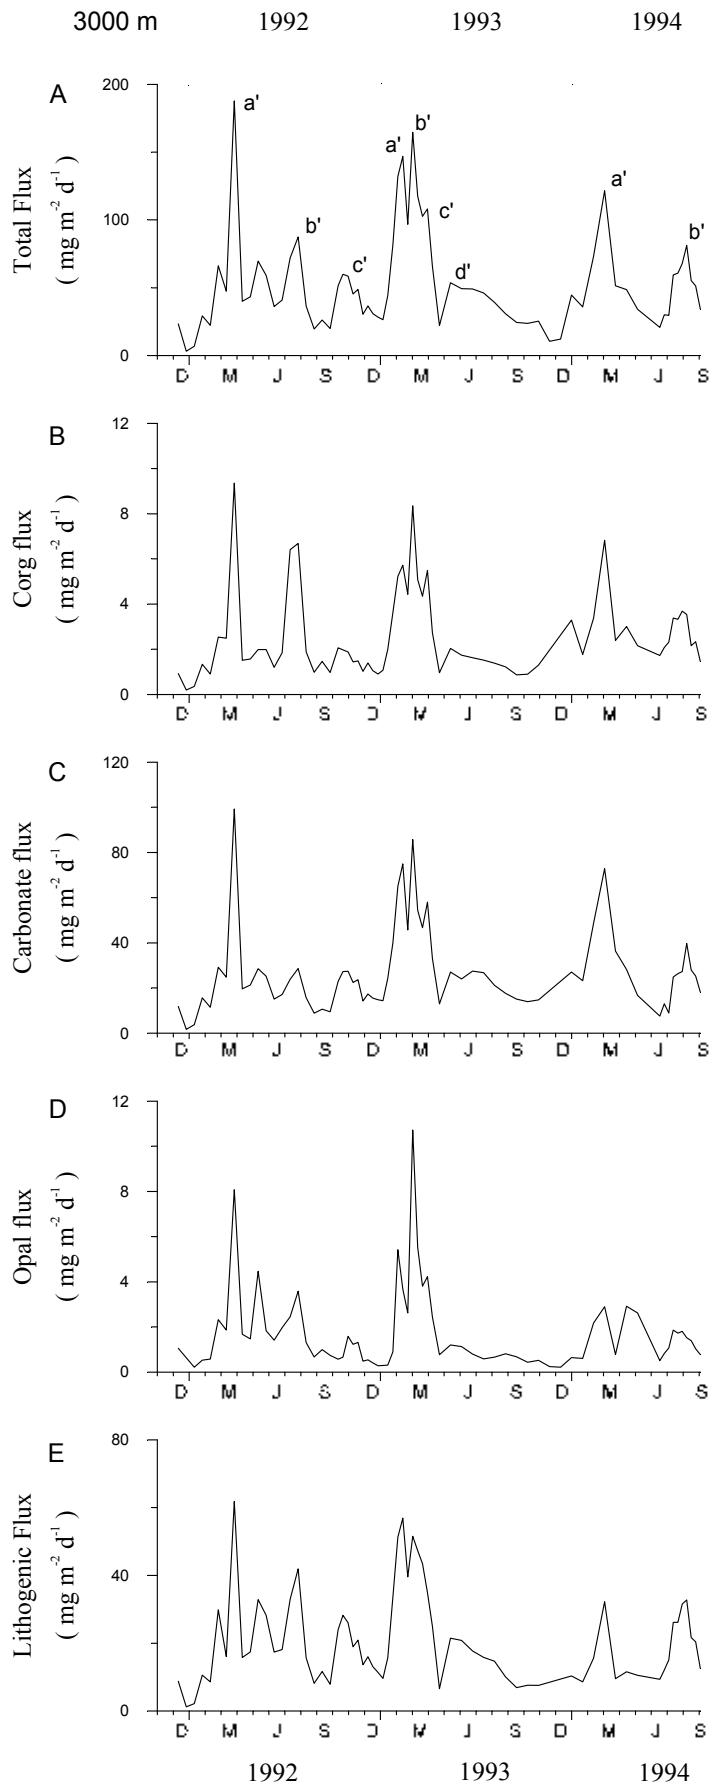 3000 m 1992 1993 1994
A
Total Flux
( mg m-2 d-1 )
200
100
0
a'
b'
c'
a'
b'
c'
d'
a'
b'
D M J S D M J S D M J S
B
Corg flux
( mg m-2 d-1 )
12
8
4
0
D M J S D M J S D M J S
C
Carbonate flux
( mg m-2 d-1 )
120
80
40
0
D M J S D M J S D M J S
D
Opal flux
( mg m-2 d-1 )
12
8
4
0
D M J S D M J S D M J S
E
Lithogenic Flux
( mg m-2 d-1 )
80
40
0
D M J S D M J S D M J S
1992 1993 1994